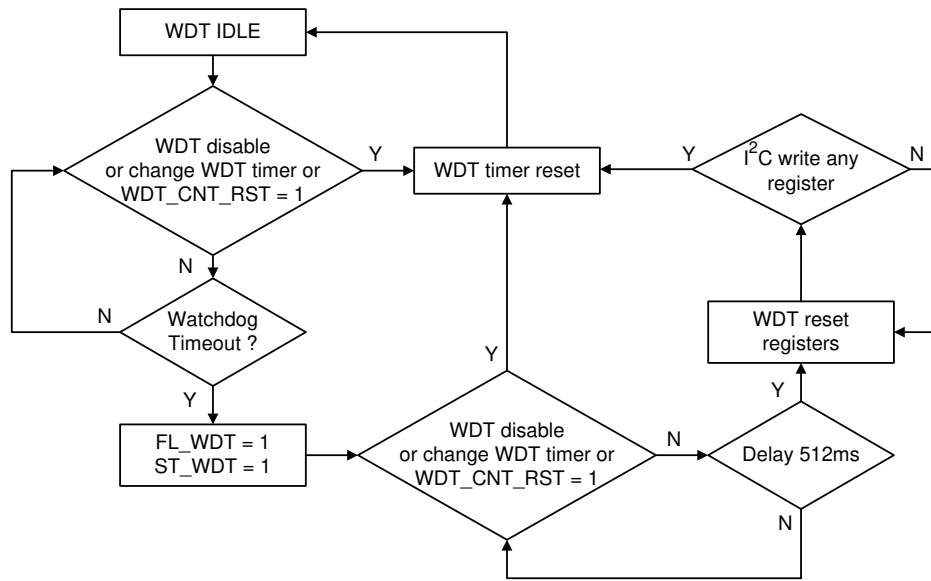 WDT IDLE
WDT disable
or change WDT timer or
WDT_CNT_RST = 1
Y
WDT timer reset
Y
I²C write any
register
N
N
Watchdog
Timeout ?
N
Y
WDT reset
registers
Y
FL_WDT = 1
ST_WDT = 1
WDT disable
or change WDT timer or
WDT_CNT_RST = 1
Y
N
Delay 512ms
N